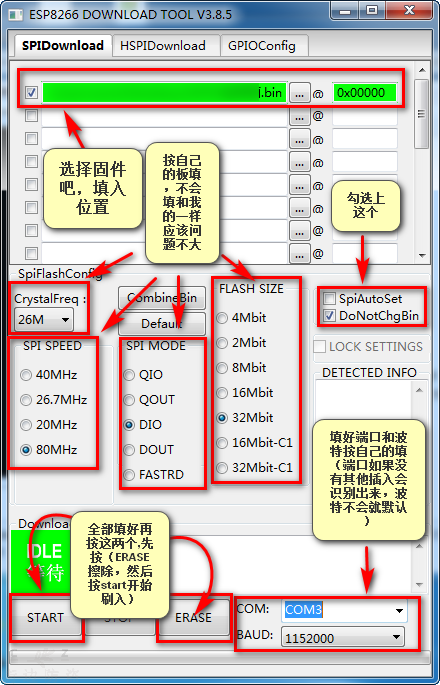 ESP8266 DOWNLOAD TOOL V3.8.5
SPIDownload HSPIDownload GPIOConfig
.bin ... @ 0x00000
... @
... @
... @
... @
... @
... @
... @
选择固件
吧，填入
位置
按自己
的板填
，不会
填和我
的一样
应该问
题不大
勾选上
这个
SpiFlashConfig
CrystalFreq :
26M
CombineBin
Default
SPI SPEED
40MHz
26.7MHz
20MHz
80MHz
SPI MODE
QIO
QOUT
DIO
DOUT
FASTRD
FLASH SIZE
4Mbit
2Mbit
8Mbit
16Mbit
32Mbit
16Mbit-C1
32Mbit-C1
SpiAutoSet
DoNotChgBin
LOCK SETTINGS
DETECTED INFO
填好端口和波
特按自己的填
（端口如果没
有其他插入会
识别出来，波
特不会就默认
）
Download
IDLE
等待
全部填好再
按这两个,先
按（ERASE
擦除，然后
按start开始
刷入）
START STOP ERASE
COM: COM3
BAUD: 1152000